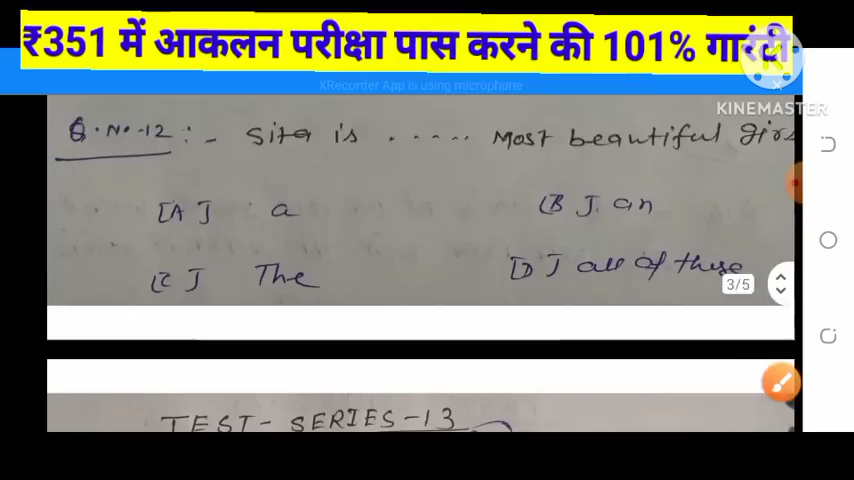 ₹351 में आकलन परीक्षा पास करने की 101% गारंटी
XRecorder App is using microphone
KINEMASTER
Q. No-12 :- Sita is ...... Most beautiful
[A] a
[B] an
[C] The
[D] all of these
3/5
TEST- SERIES-13